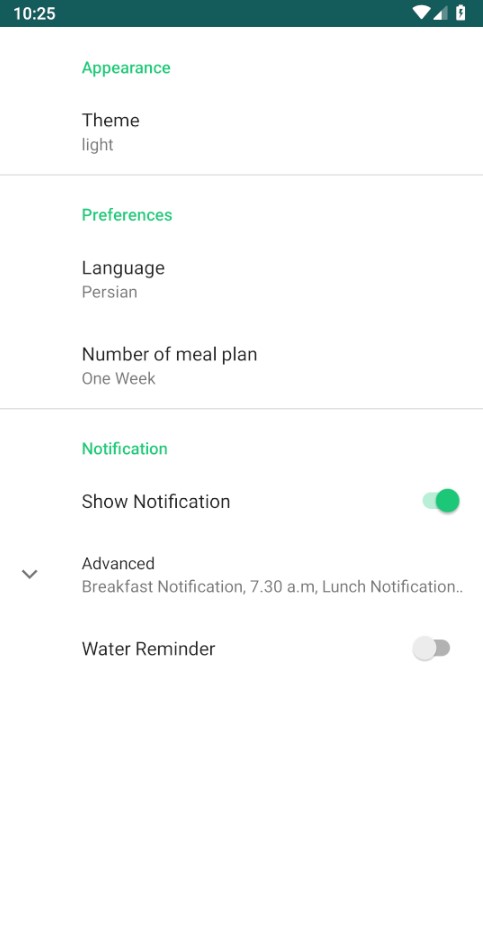 10:25
Appearance
Theme
light
Preferences
Language
Persian
Number of meal plan
One Week
Notification
Show Notification
Advanced
Breakfast Notification, 7.30 a.m, Lunch Notification..
Water Reminder